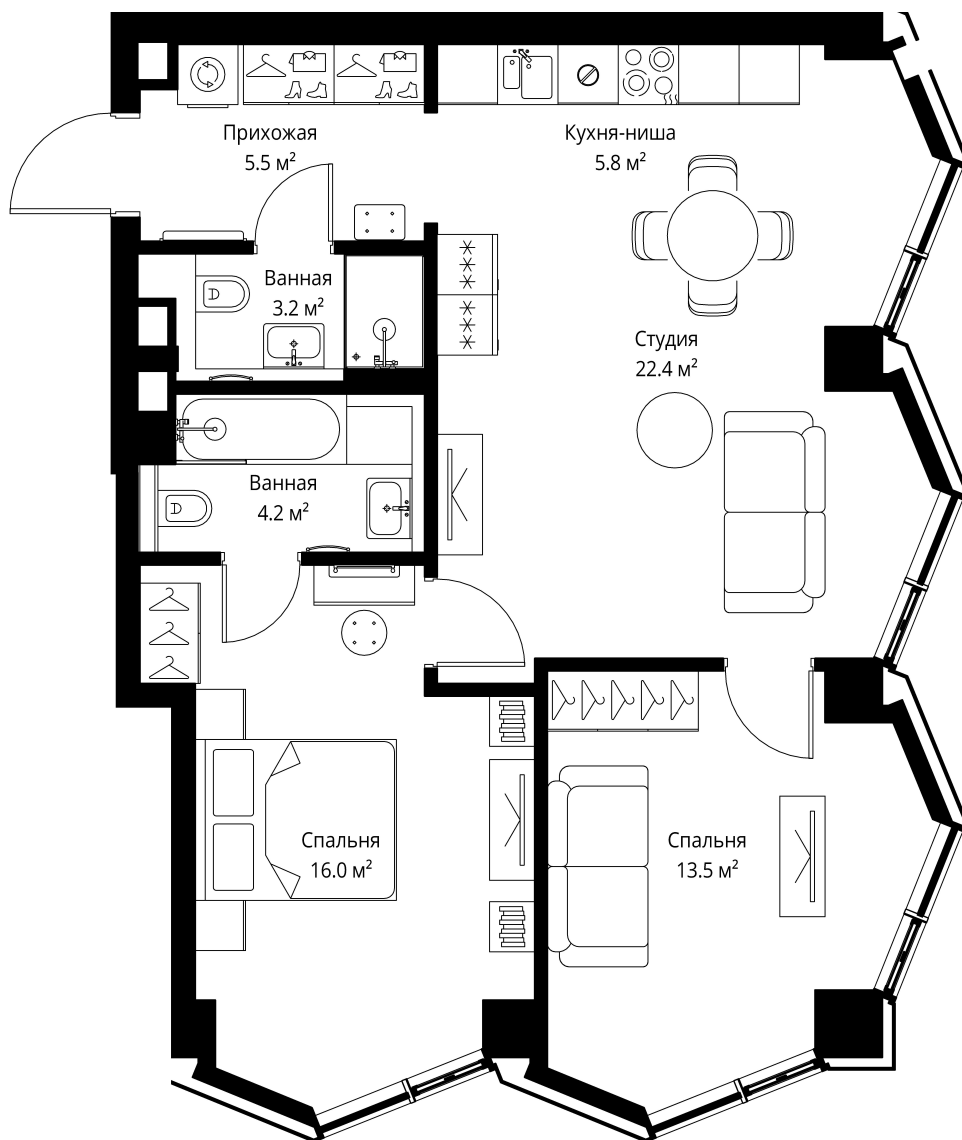 Прихожая
5.5 м²
Кухня-ниша
5.8 м²
Ванная
3.2 м²
Студия
22.4 м²
Ванная
4.2 м²
Спальня
16.0 м²
Спальня
13.5 м²